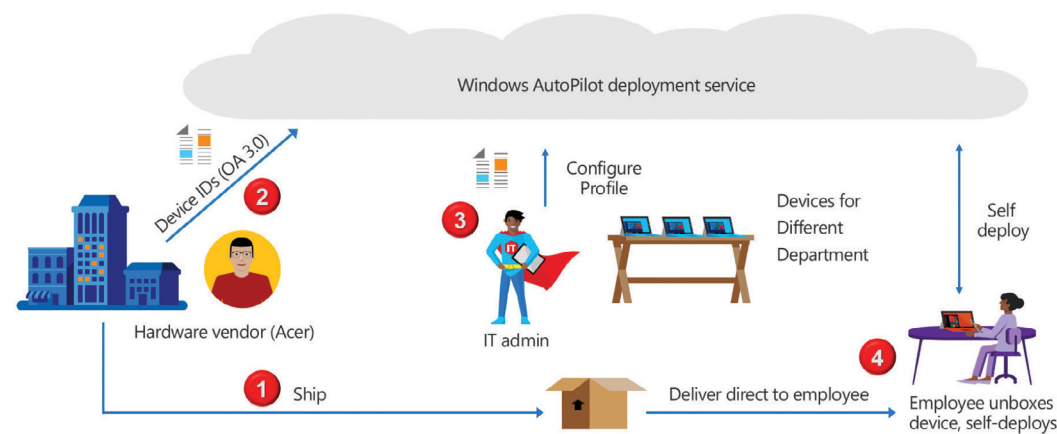 Windows AutoPilot deployment service
Device IDs (OA 3.0)
2
Hardware vendor (Acer)
3
Configure
Profile
IT
IT admin
Devices for
Different
Department
Self
deploy
1
Ship
Deliver direct to employee
4
Employee unboxes
device, self-deploys